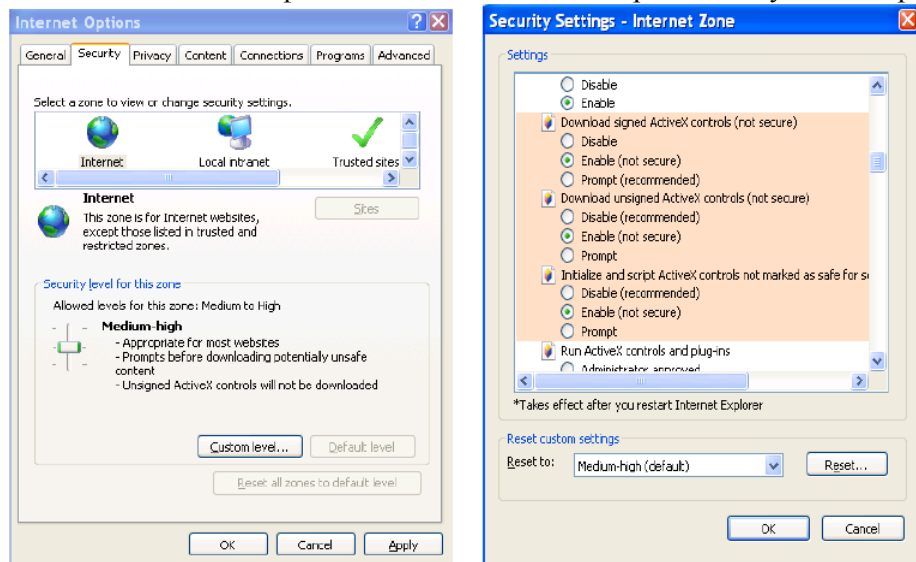 Internet Options
General Security Privacy Content Connections Programs Advanced
Select a zone to view or change security settings.
Internet Local intranet Trusted sites
Internet
Sites
This zone is for Internet websites,
except those listed in trusted and
restricted zones.
Security level for this zone
Allowed levels for this zone: Medium to High
Medium-high
- Appropriate for most websites
- Prompts before downloading potentially unsafe
content
- Unsigned ActiveX controls will not be downloaded
Custom level... Default level
Reset all zones to default level
OK Cancel Apply
Security Settings - Internet Zone
Settings
Disable
Enable
Download signed ActiveX controls (not secure)
Disable
Enable (not secure)
Prompt (recommended)
Download unsigned ActiveX controls (not secure)
Disable (recommended)
Enable (not secure)
Prompt
Initialize and script ActiveX controls not marked as safe for s
Disable (recommended)
Enable (not secure)
Prompt
Run ActiveX controls and plug-ins
Administrator approved
*Takes effect after you restart Internet Explorer
Reset custom settings
Reset to: Medium-high (default) Reset...
OK Cancel